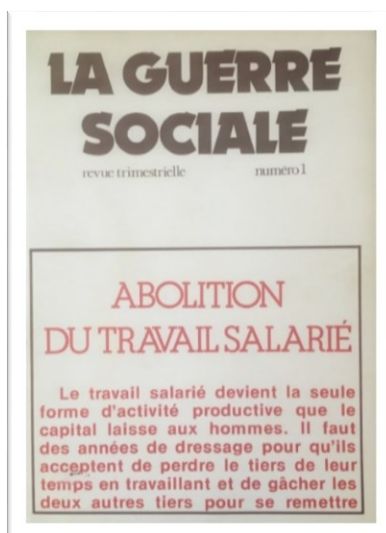 LA GUERRE
SOCIALE
revue trimestrielle numéro 1
ABOLITION
DU TRAVAIL SALARIÉ
Le travail salarié devient la seule
forme d'activité productive que le
capital laisse aux hommes. Il faut
des années de dressage pour qu'ils
acceptent de perdre le tiers de leur
temps en travaillant et de gâcher les
deux autres tiers pour se remettre